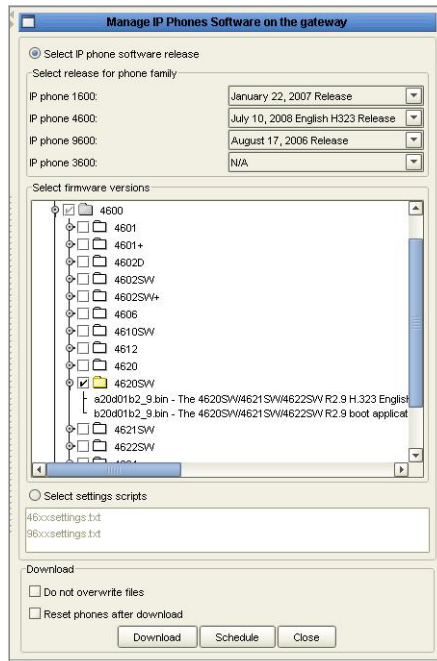 Manage IP Phones Software on the gateway
Select IP phone software release
Select release for phone family
IP phone 1600: January 22, 2007 Release
IP phone 4600: July 10, 2008 English H323 Release
IP phone 9600: August 17, 2006 Release
IP phone 3600: N/A
Select firmware versions
4600
4601
4601+
4602D
4602SW
4602SW+
4606
4610SW
4612
4620
4620SW
a20d01b2_9.bin - The 4620SW/4621SW/4622SW R2.9 H.323 English
b20d01b2_9.bin - The 4620SW/4621SW/4622SW R2.9 boot applicat
4621SW
4622SW
Select settings scripts
46xxsettings.txt
96xxsettings.txt
Download
Do not overwrite files
Reset phones after download
Download Schedule Close